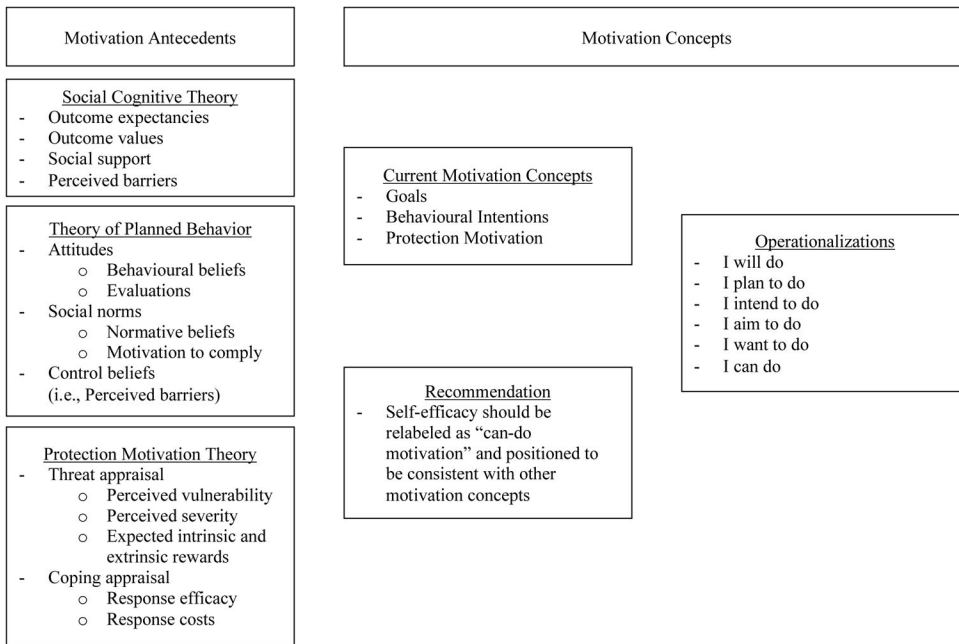 Motivation Antecedents
Motivation Concepts
Social Cognitive Theory
- Outcome expectancies
- Outcome values
- Social support
- Perceived barriers
Theory of Planned Behavior
- Attitudes
o Behavioural beliefs
o Evaluations
- Social norms
o Normative beliefs
o Motivation to comply
- Control beliefs
(i.e., Perceived barriers)
Protection Motivation Theory
- Threat appraisal
o Perceived vulnerability
o Perceived severity
o Expected intrinsic and
extrinsic rewards
- Coping appraisal
o Response efficacy
o Response costs
Current Motivation Concepts
- Goals
- Behavioural Intentions
- Protection Motivation
Recommendation
- Self-efficacy should be
relabeled as “can-do
motivation” and positioned to
be consistent with other
motivation concepts
Operationalizations
- I will do
- I plan to do
- I intend to do
- I aim to do
- I want to do
- I can do